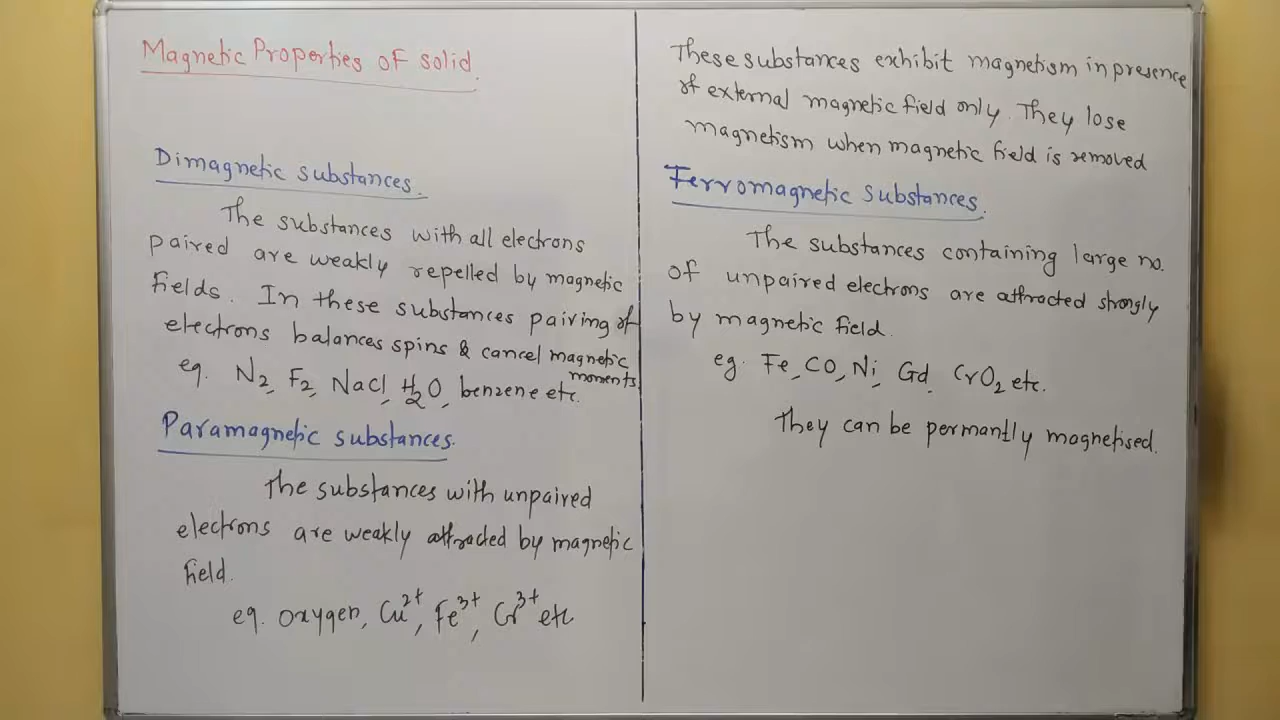 Magnetic Properties of solid.
Dimagnetic substances.
The substances with all electrons
paired are weakly repelled by magnetic
fields. In these substances pairing of
electrons balances spins & cancel magnetic
moments
eg. N₂, F₂, NaCl, H₂O, benzene etc.
Paramagnetic substances.
The substances with unpaired
electrons are weakly attracted by magnetic
field.
eg. oxygen, Cu²⁺, Fe³⁺, Cr³⁺ etc
These substances exhibit magnetism in presence
of external magnetic field only. They lose
magnetism when magnetic field is removed
Ferromagnetic Substances.
The substances containing large no.
of unpaired electrons are attracted strongly
by magnetic field.
eg. Fe, CO, Ni, Gd, CrO₂ etc.
They can be permantly magnetised.